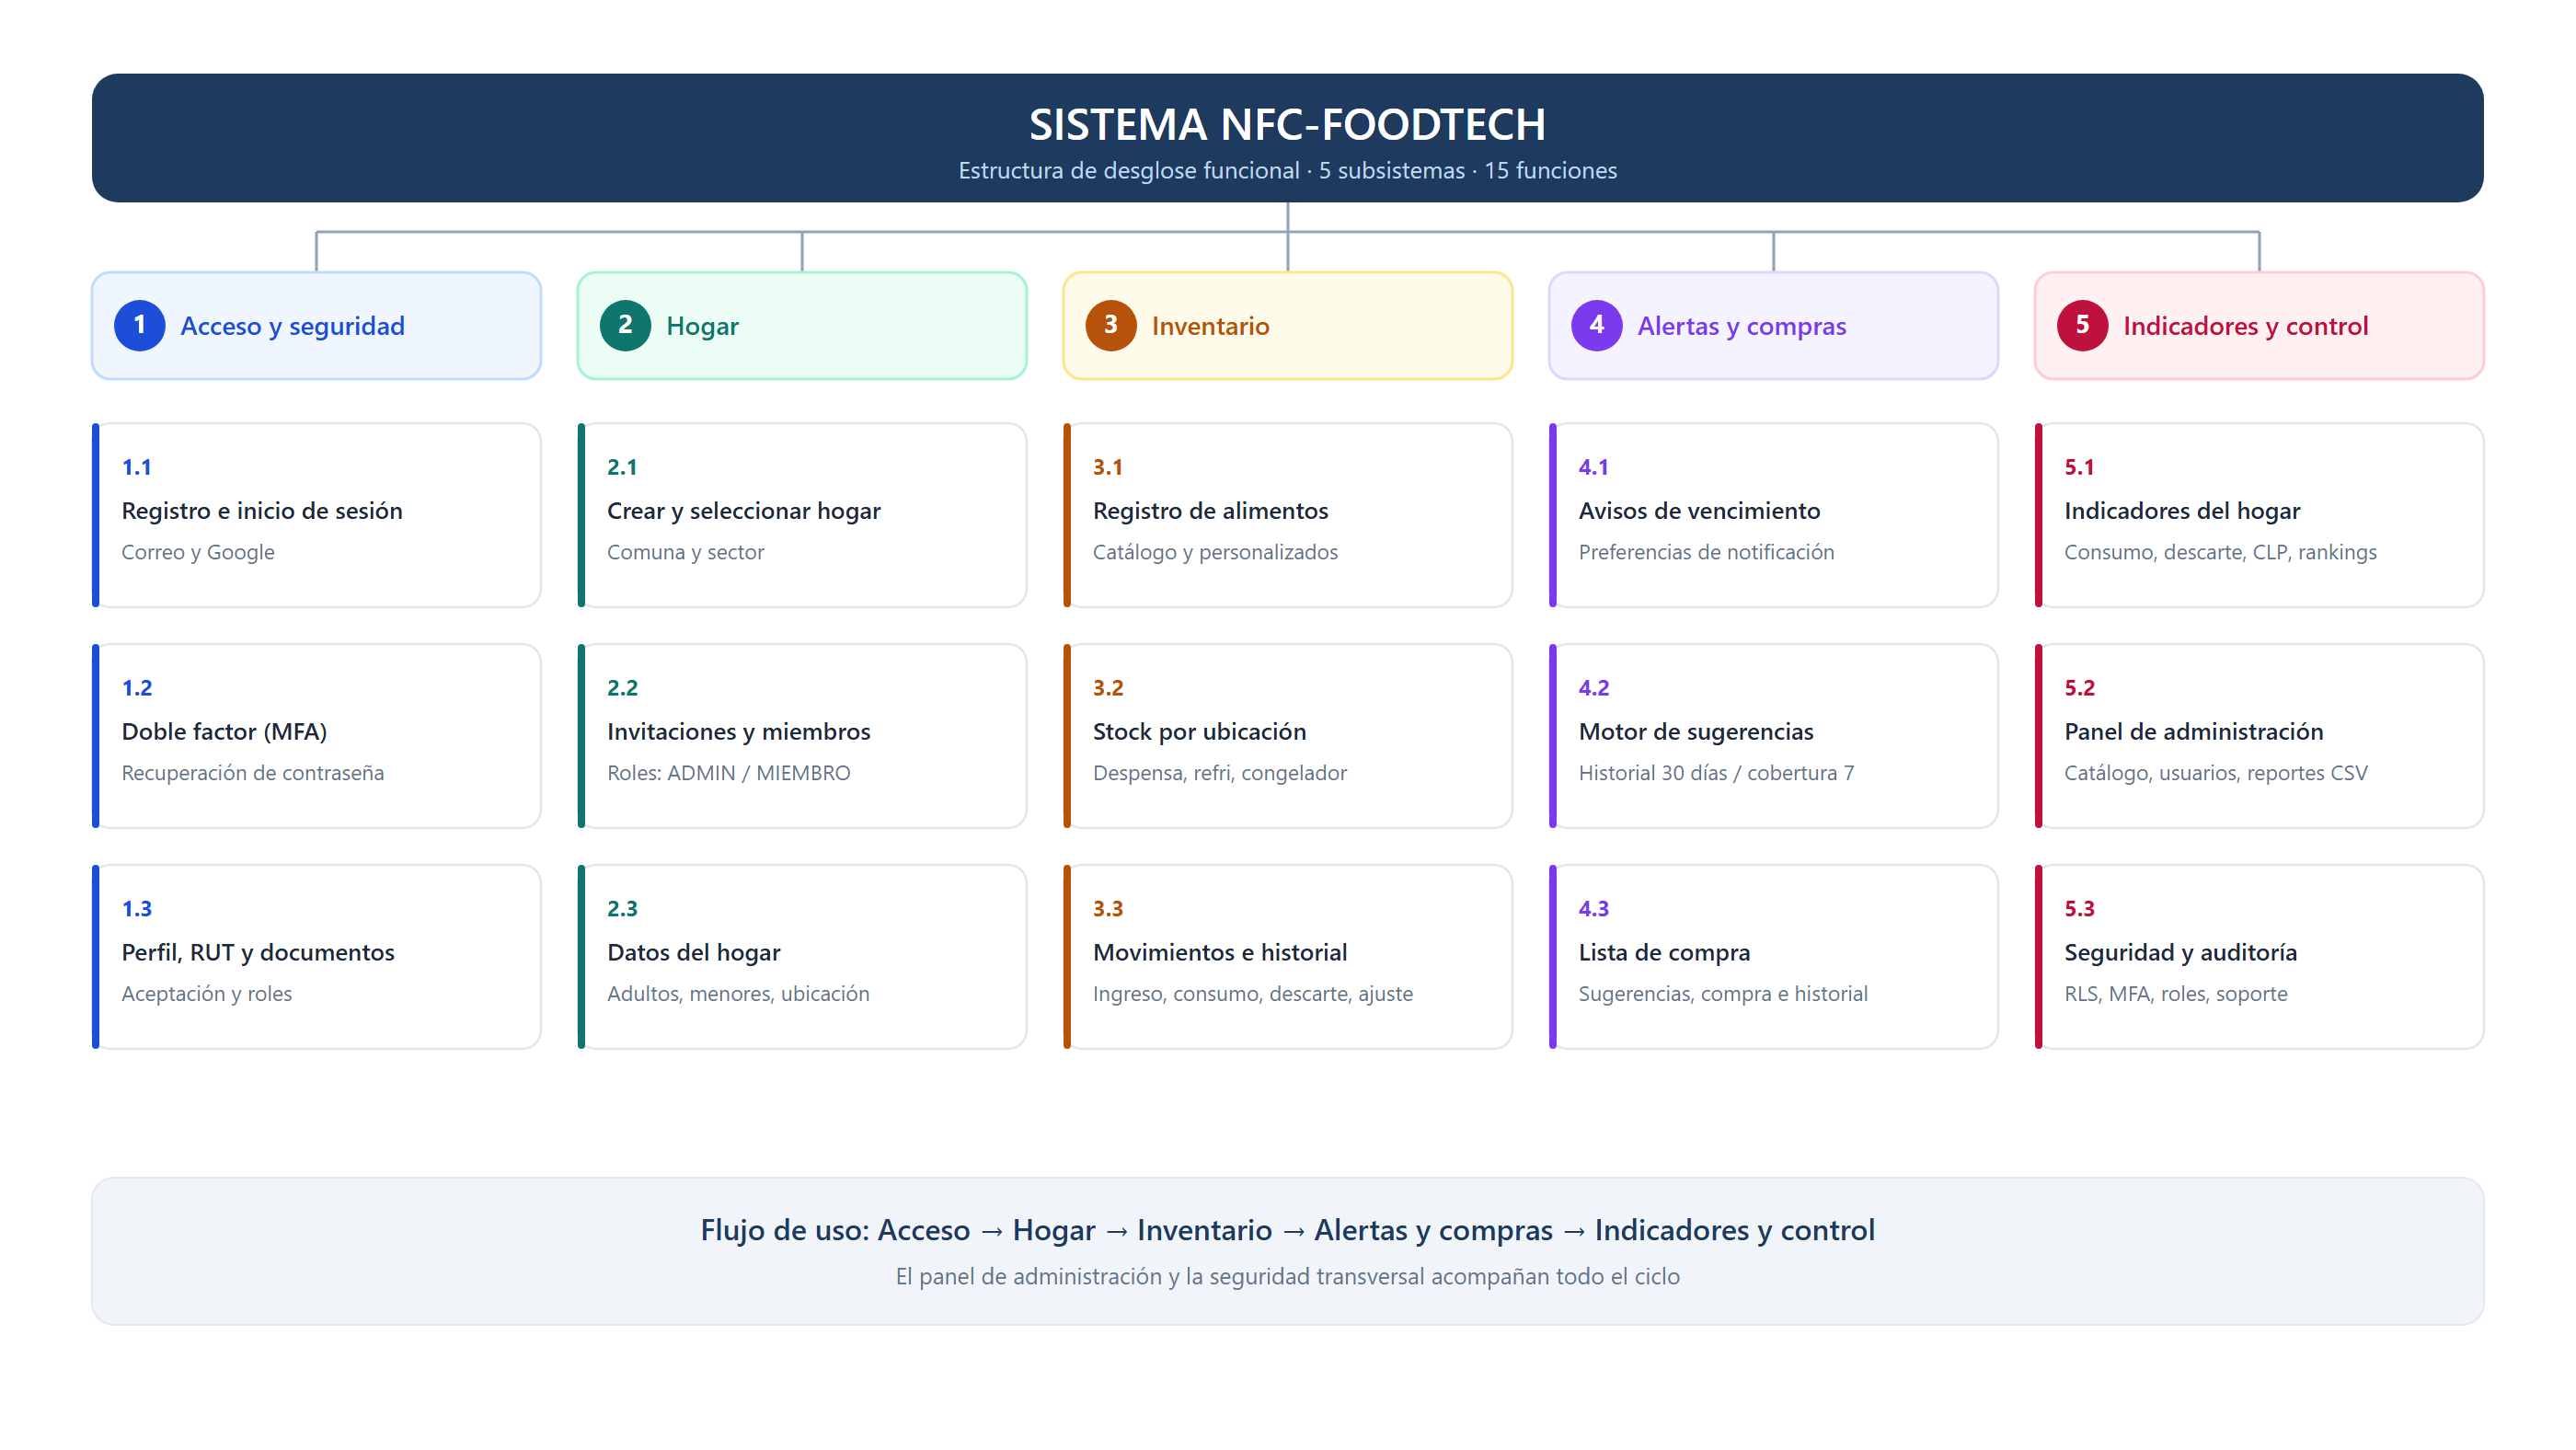 SISTEMA NFC-FOODTECH
Estructura de desglose funcional · 5 subsistemas · 15 funciones
1 Acceso y seguridad
1.1
Registro e inicio de sesión
Correo y Google
1.2
Doble factor (MFA)
Recuperación de contraseña
1.3
Perfil, RUT y documentos
Aceptación y roles
2 Hogar
2.1
Crear y seleccionar hogar
Comuna y sector
2.2
Invitaciones y miembros
Roles: ADMIN / MIEMBRO
2.3
Datos del hogar
Adultos, menores, ubicación
3 Inventario
3.1
Registro de alimentos
Catálogo y personalizados
3.2
Stock por ubicación
Despensa, refri, congelador
3.3
Movimientos e historial
Ingreso, consumo, descarte, ajuste
4 Alertas y compras
4.1
Avisos de vencimiento
Preferencias de notificación
4.2
Motor de sugerencias
Historial 30 días / cobertura 7
4.3
Lista de compra
Sugerencias, compra e historial
5 Indicadores y control
5.1
Indicadores del hogar
Consumo, descarte, CLP, rankings
5.2
Panel de administración
Catálogo, usuarios, reportes CSV
5.3
Seguridad y auditoría
RLS, MFA, roles, soporte
Flujo de uso: Acceso → Hogar → Inventario → Alertas y compras → Indicadores y control
El panel de administración y la seguridad transversal acompañan todo el ciclo